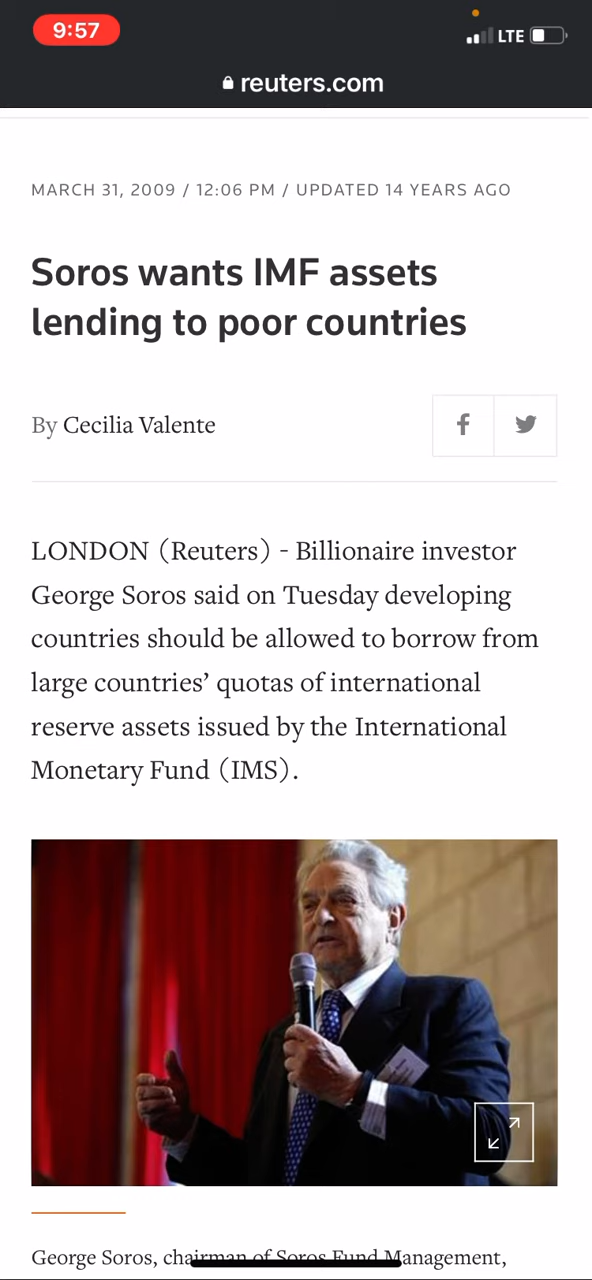 9:57
LTE
reuters.com
MARCH 31, 2009 / 12:06 PM / UPDATED 14 YEARS AGO
Soros wants IMF assets
lending to poor countries
By Cecilia Valente
LONDON (Reuters) - Billionaire investor
George Soros said on Tuesday developing
countries should be allowed to borrow from
large countries’ quotas of international
reserve assets issued by the International
Monetary Fund (IMS).
George Soros, chairman of Soros Fund Management,